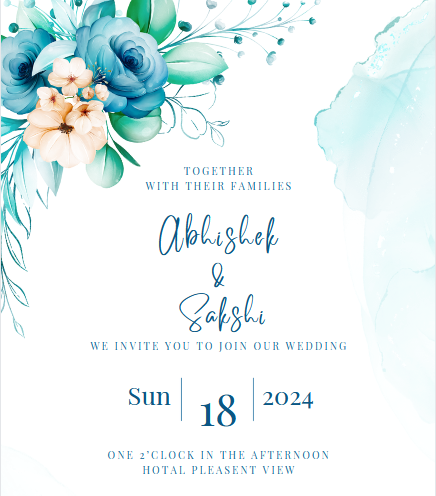 TOGETHER
WITH THEIR FAMILIES
Abhishek
&
Sakshi
WE INVITE YOU TO JOIN OUR WEDDING
Sun 18 2024
ONE 2'CLOCK IN THE AFTERNOON
HOTAL PLEASENT VIEW